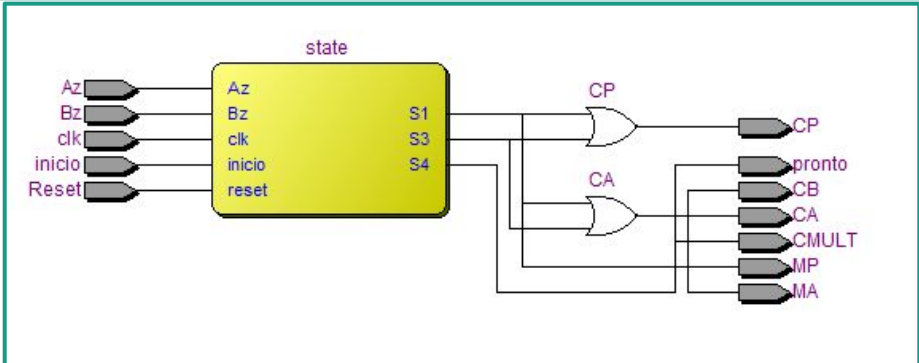 state
Az
Bz
clk
inicio
Reset
Az
Bz
clk
inicio
reset
S1
S3
S4
CP
CA
CP
pronto
CB
CA
CMULT
MP
MA